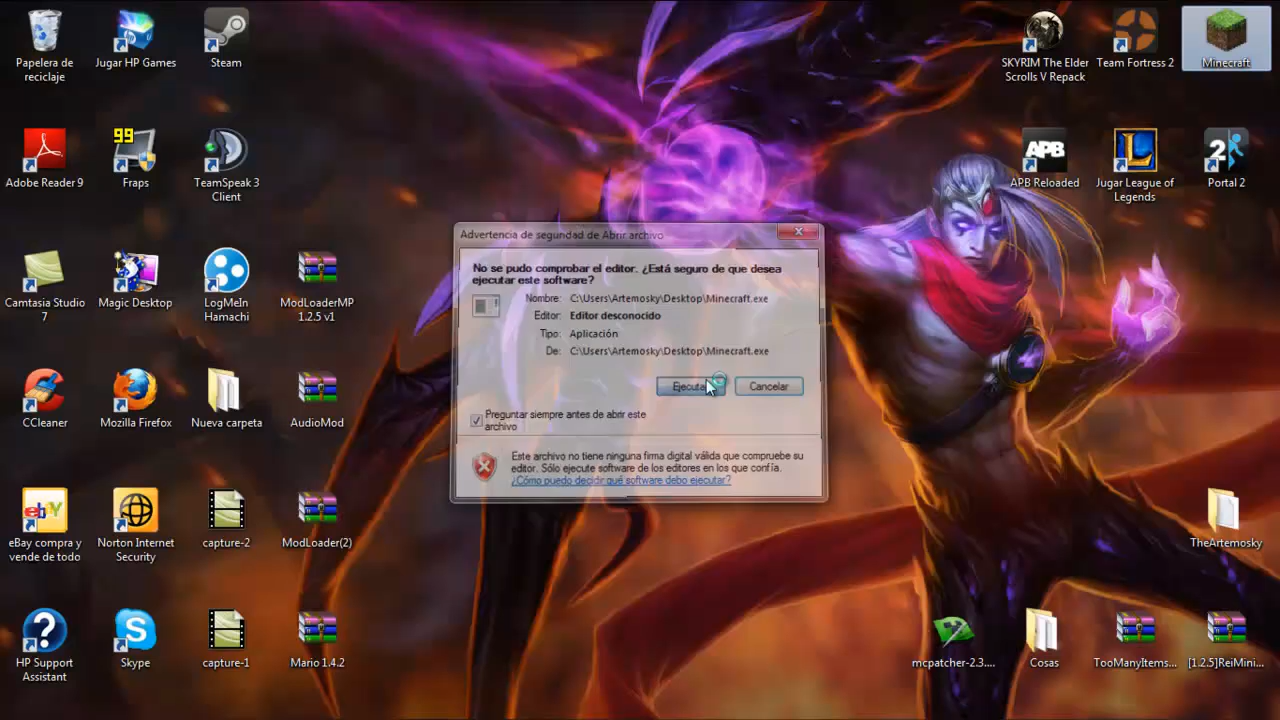 Papelera de
reciclaje
Jugar HP Games
Steam
SKYRIM The Elder
Scrolls V Repack
Team Fortress 2
Minecraft
99
Adobe Reader 9
Fraps
TeamSpeak 3
Client
APB
APB Reloaded
L
Jugar League of
Legends
2
Portal 2
Camtasia Studio
7
Magic Desktop
LogMeIn
Hamachi
ModLoaderMP
1.2.5 v1
Advertencia de seguridad de Abrir archivo
No se pudo comprobar el editor. ¿Está seguro de que desea
ejecutar este software?
Nombre: C:\Users\Artemosky\Desktop\Minecraft.exe
Editor: Editor desconocido
Tipo: Aplicación
De: C:\Users\Artemosky\Desktop\Minecraft.exe
Ejecutar Cancelar
Preguntar siempre antes de abrir este
archivo
Este archivo no tiene ninguna firma digital válida que compruebe su
editor. Sólo ejecute software de los editores en los que confía.
¿Cómo puedo decidir qué software debo ejecutar?
CCleaner
Mozilla Firefox
Nueva carpeta
AudioMod
ebY
eBay compra y
vende de todo
Norton Internet
Security
capture-2
ModLoader(2)
TheArtemosky
?
HP Support
Assistant
S
Skype
capture-1
Mario 1.4.2
mcpatcher-2.3....
Cosas
TooManyItems...
[1.2.5]ReiMini...